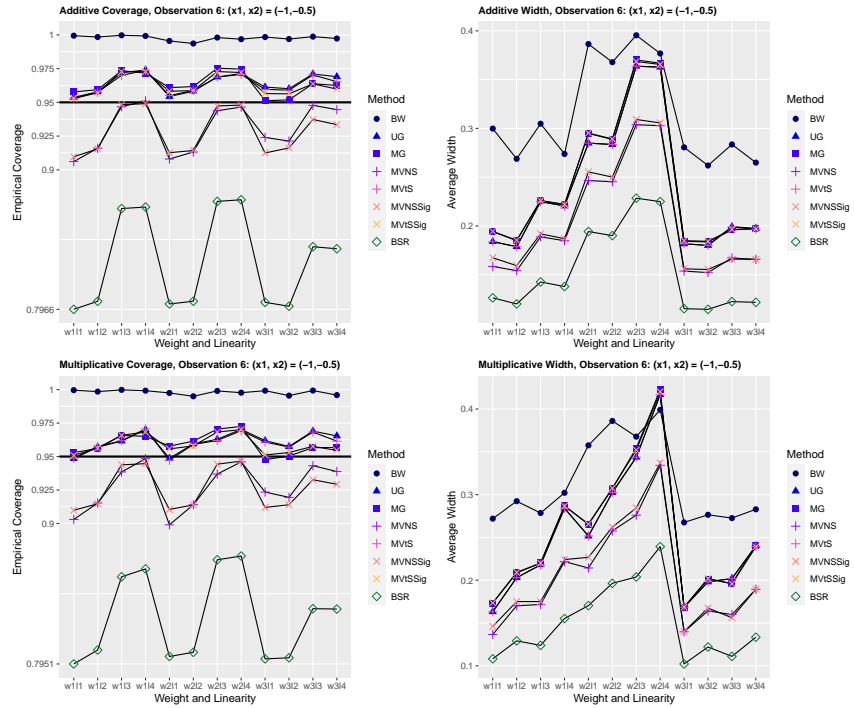 Additive Coverage, Observation 6: (x1, x2) = (−1,−0.5)
1
0.975
0.95
0.925
0.9
0.7966
Empirical Coverage
w1l1 w1l2 w1l3 w1l4 w2l1 w2l2 w2l3 w2l4 w3l1 w3l2 w3l3 w3l4
Weight and Linearity
Method
BW
UG
MG
MVNS
MVtS
MVNSSig
MVtSSig
BSR
Additive Width, Observation 6: (x1, x2) = (−1,−0.5)
0.4
0.3
0.2
Average Width
w1l1 w1l2 w1l3 w1l4 w2l1 w2l2 w2l3 w2l4 w3l1 w3l2 w3l3 w3l4
Weight and Linearity
Method
BW
UG
MG
MVNS
MVtS
MVNSSig
MVtSSig
BSR
Multiplicative Coverage, Observation 6: (x1, x2) = (−1,−0.5)
1
0.975
0.95
0.925
0.9
0.7951
Empirical Coverage
w1l1 w1l2 w1l3 w1l4 w2l1 w2l2 w2l3 w2l4 w3l1 w3l2 w3l3 w3l4
Weight and Linearity
Method
BW
UG
MG
MVNS
MVtS
MVNSSig
MVtSSig
BSR
Multiplicative Width, Observation 6: (x1, x2) = (−1,−0.5)
0.4
0.3
0.2
0.1
Average Width
w1l1 w1l2 w1l3 w1l4 w2l1 w2l2 w2l3 w2l4 w3l1 w3l2 w3l3 w3l4
Weight and Linearity
Method
BW
UG
MG
MVNS
MVtS
MVNSSig
MVtSSig
BSR